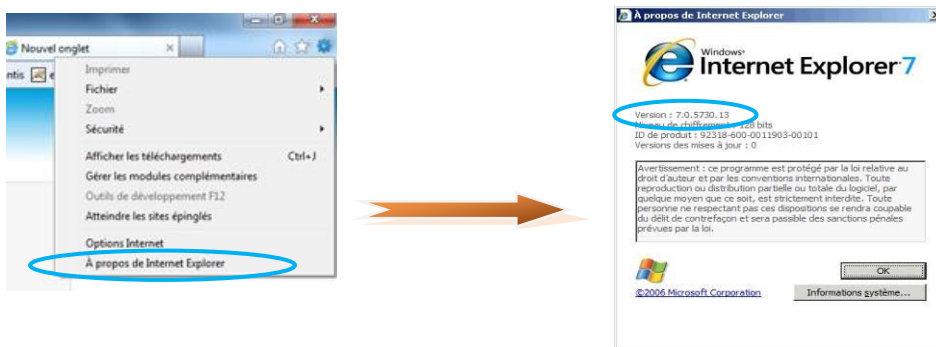 Nouvel onglet
ntis
Imprimer
Fichier
Zoom
Sécurité
Afficher les téléchargements Ctrl+J
Gérer les modules complémentaires
Outils de développement F12
Atteindre les sites épinglés
Options Internet
À propos de Internet Explorer
À propos de Internet Explorer
Windows
Internet Explorer 7
Version : 7.0.5730.13
Niveau de chiffrement : 128 bits
ID de produit : 92318-600-0011903-00101
Versions des mises à jour : 0
Avertissement : ce programme est protégé par la loi relative au
droit d'auteur et par les conventions internationales. Toute
reproduction ou distribution partielle ou totale du logiciel, par
quelque moyen que ce soit, est strictement interdite. Toute
personne ne respectant pas ces dispositions se rendra coupable
du délit de contrefaçon et sera passible des sanctions pénales
prévues par la loi.
OK
©2006 Microsoft Corporation Informations système...